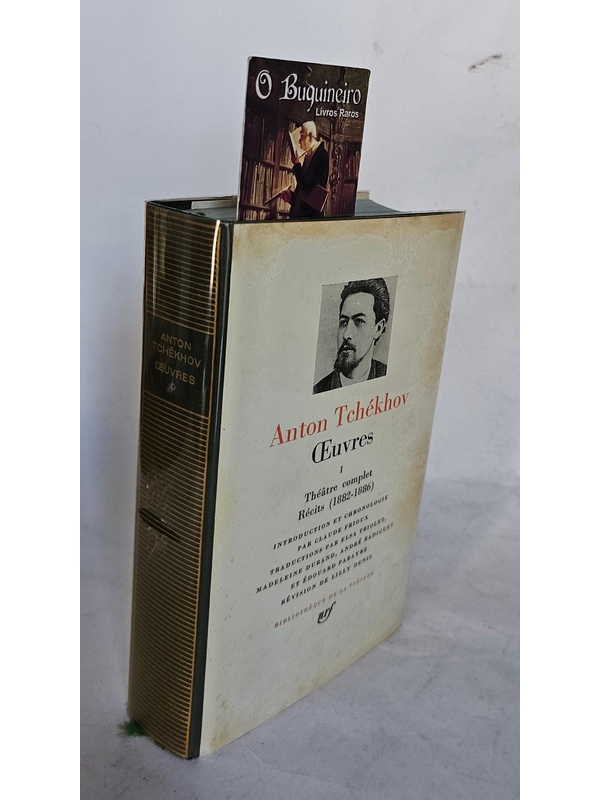 O Buquineiro
Livros Raros
ANTON
TCHÉKHOV
ŒUVRES
Anton Tchékhov
Œuvres
I
Théâtre complet
Récits (1882-1886)
INTRODUCTION ET CHRONOLOGIE
PAR CLAUDE FRIOUX
TRADUCTIONS PAR ELSA TRIOLET,
MADELEINE DURAND, ANDRÉ RADIGUET
ET ÉDOUARD PARAYRE
RÉVISION DE LILLY DENIS
BIBLIOTHÈQUE DE LA PLÉIADE
nrf